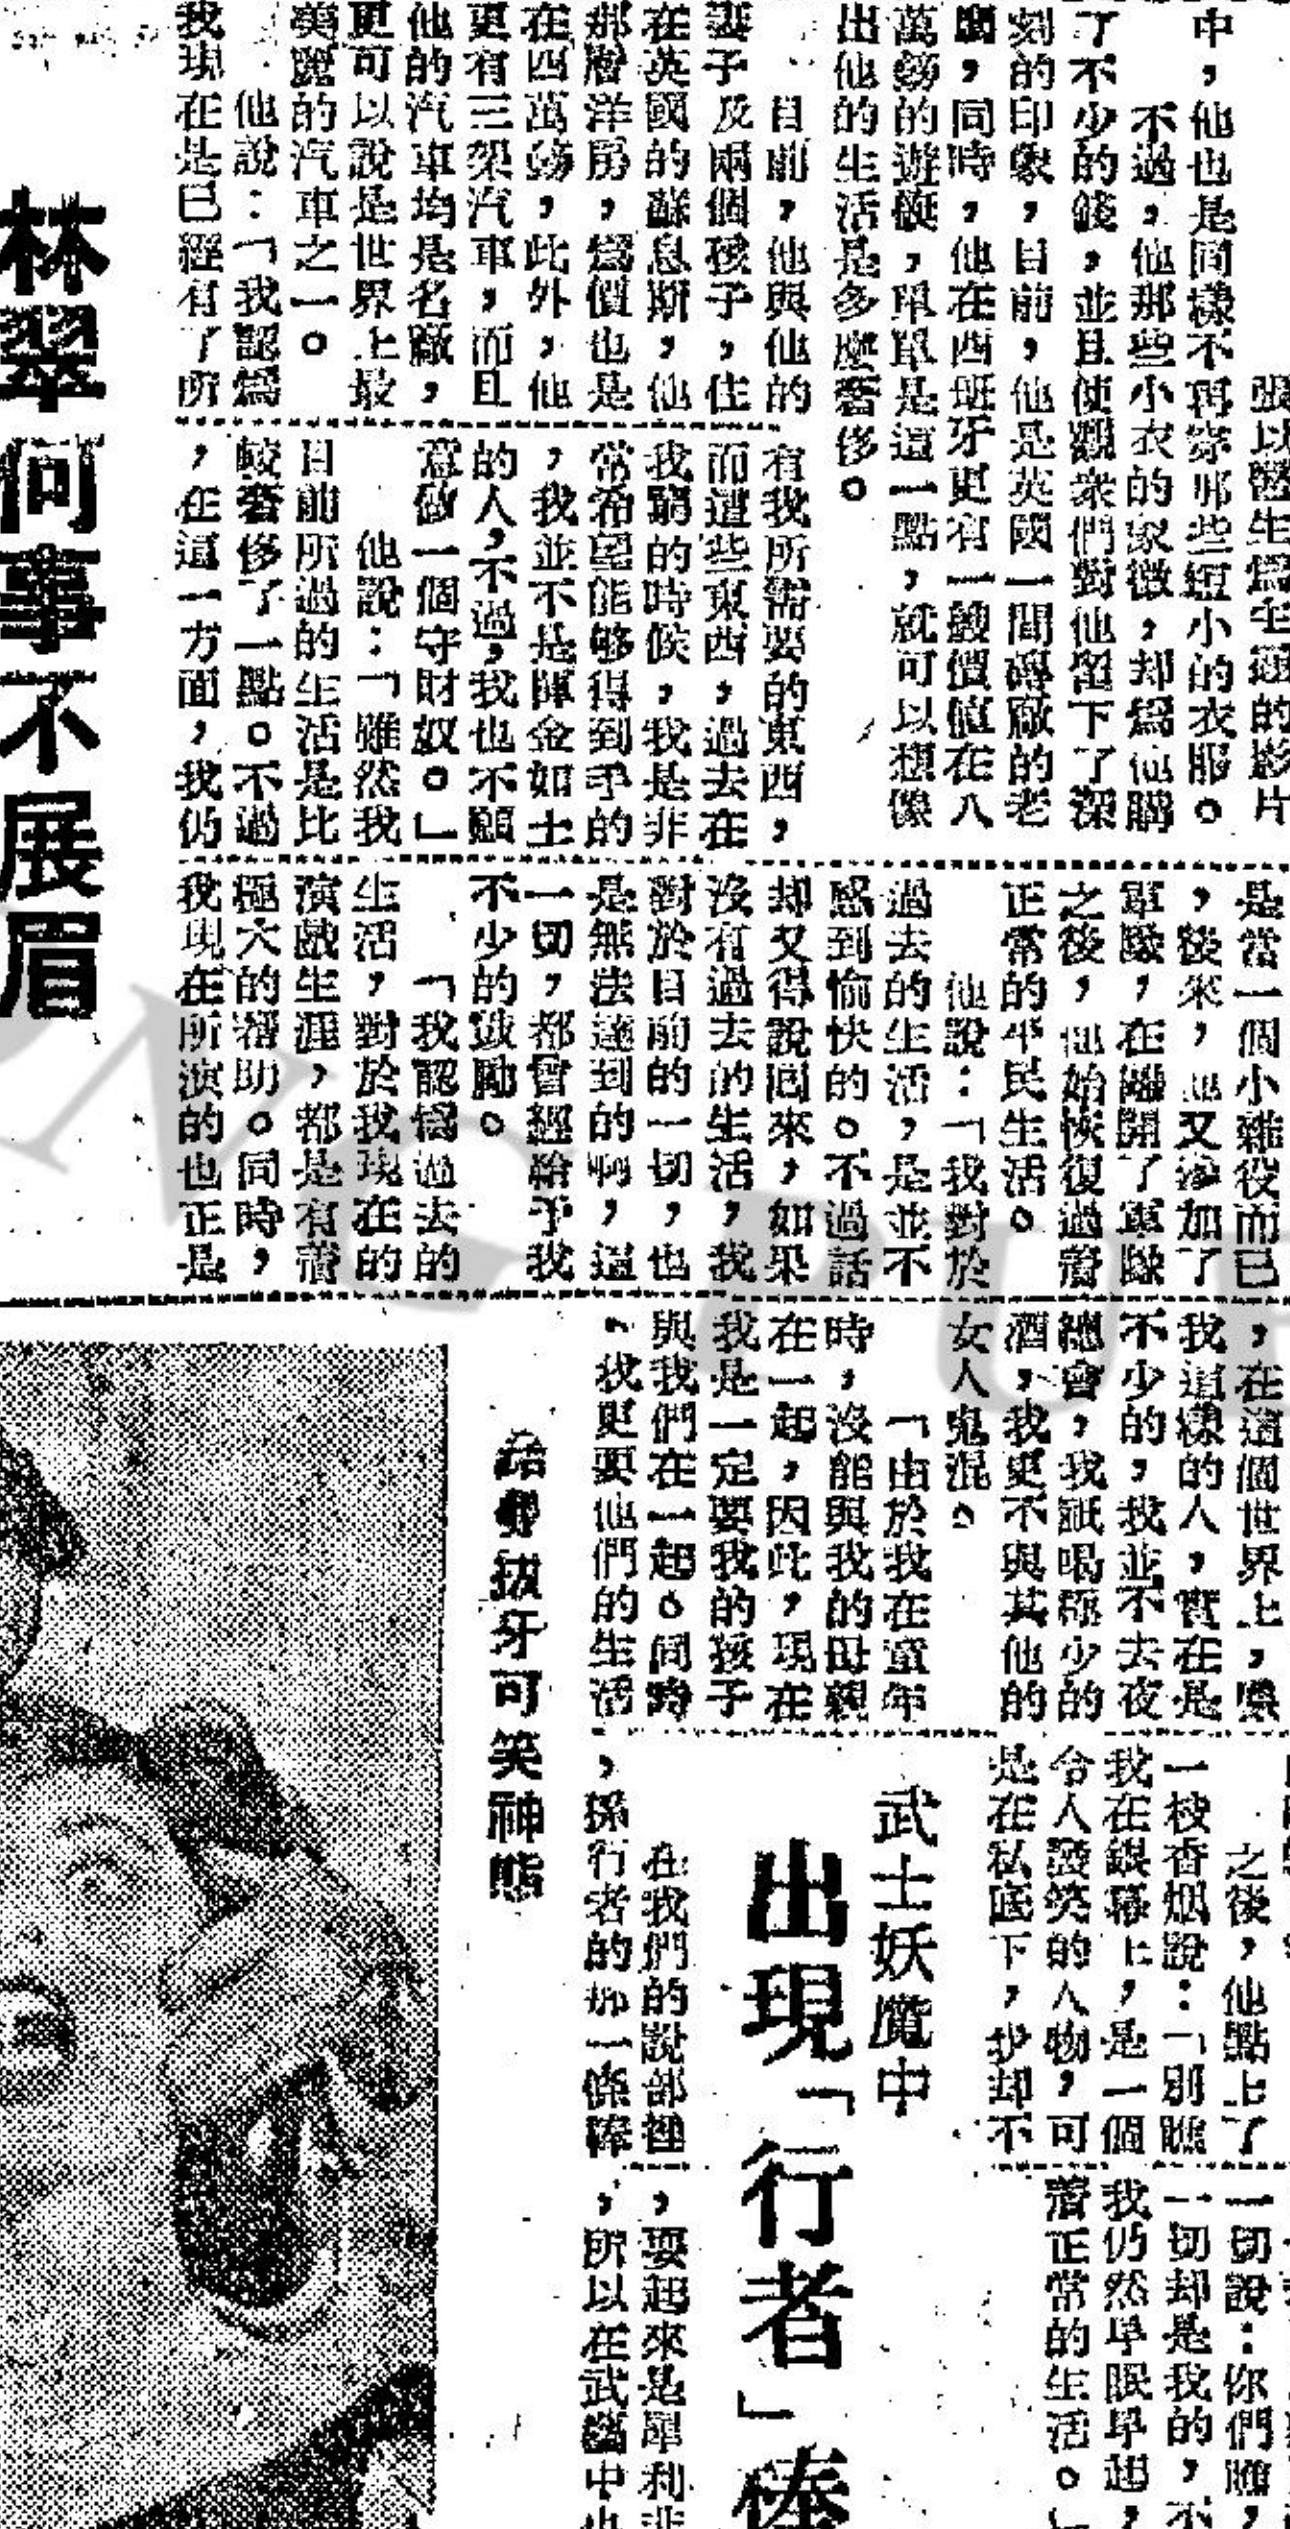 張以醫生爲主題的影片
中，他也是同樣不再穿那些短小的衣服。
不過，他那些小衣的象徵，却爲他購
了不少的錢，並且使觀衆們對他留下了深
刻的印象，目前，他是英國一間磚廠的老
闆，同時，他在西班牙更有一艘價值在八
萬鎊的遊艇，單單是這一點，就可以想像
出他的生活是多麼奢侈。
目前，他與他的
妻子及兩個孩子，住
在英國的蘇息斯，他
那層洋房，爲價也是
在四萬鎊，此外，他
更有三架汽車，而且
他的汽車均是名廠，
更可以說是世界上最
美麗的汽車之一。
他說：「我認爲
我現在是已經有了所
有我所需要的東西，
而這些東西，過去在
我窮的時候，我是非
常希望能够得到手的
，我並不是揮金如土
的人，不過，我也不願
意做一個守財奴。」
他說：「雖然我
目前所過的生活是比
較奢侈了一點。不過
，在這一方面，我仍
是當一個小雜役而已
，後來，他又參加了
軍隊，在離開了軍隊
之後，他始恢復過着
正常的平民生活。
他說：「我對於
過去的生活，是並不
感到愉快的。不過話
却又得說回來，如果
沒有過去的生活，我
對於目前的一切，也
是無法達到的啊，這
一切，都曾經給予我
不少的鼓勵。
「我認爲過去的
生活，對於我現在的
演戲生涯，都是有着
極大的幫助。同時，
我現在所演的也正是
，在這個世界上，像
我這樣的人，實在是
不少的，我並不去夜
總會，我祇喝極少的
酒，我更不與其他的
女人鬼混。
「由於我在童年
時，沒能與我的母親
在一起，因此，現在
我是一定要我的孩子
與我們在一起。同時
，我更要他們的生活
之後，他點上了
一枝香烟說：「別瞧
我在銀幕上，是一個
令人發笑的人物，可
是在私底下，我却不
一切說：你們瞧，
一切却是我的，不
我仍然早眠早起，
着正常的生活。」
武士妖魔中
出現「行者」棒
在我們的說部裡
，孫行者的那一條棒
，耍起來是犀利非
，所以在武
拔牙可笑神態
林翠何事不展眉